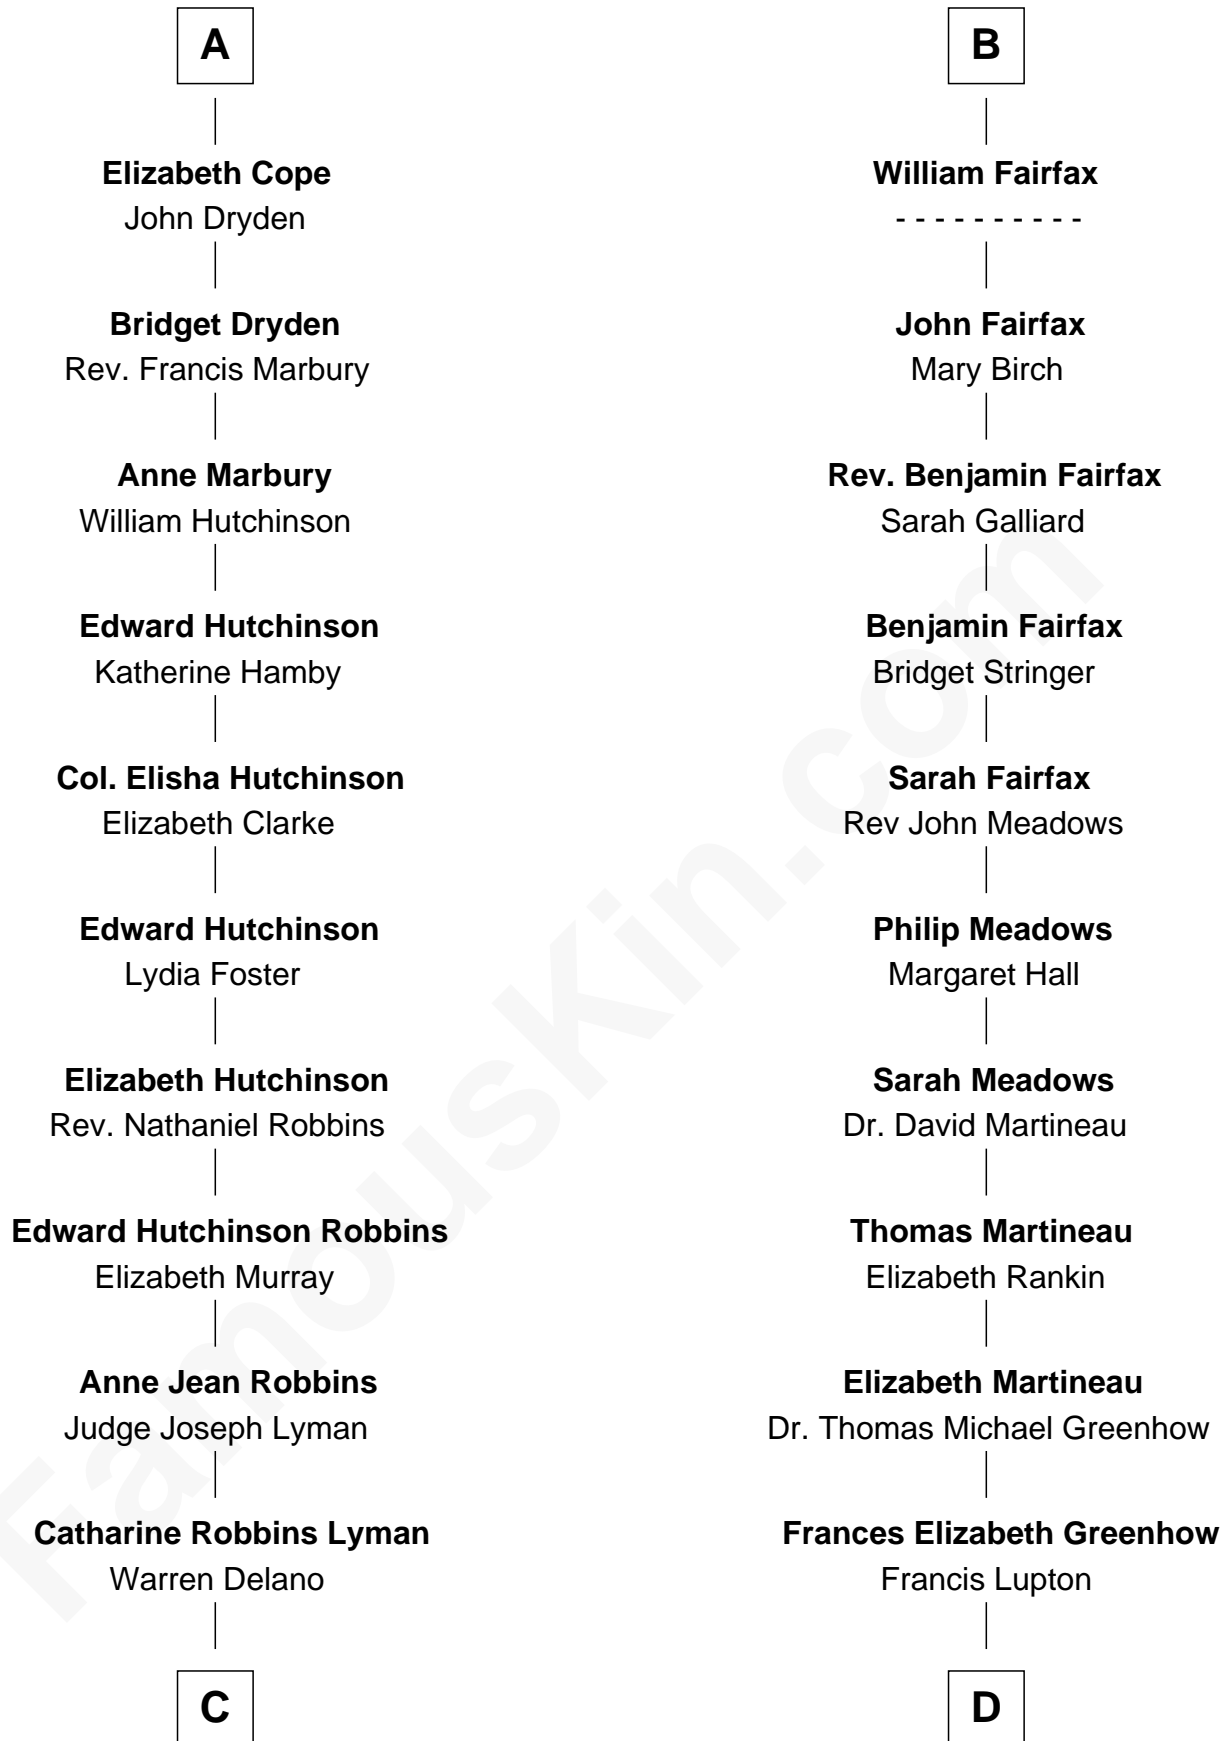 A
Elizabeth Cope
John Dryden
Bridget Dryden
Rev. Francis Marbury
Anne Marbury
William Hutchinson
Edward Hutchinson
Katherine Hamby
Col. Elisha Hutchinson
Elizabeth Clarke
Edward Hutchinson
Lydia Foster
Elizabeth Hutchinson
Rev. Nathaniel Robbins
Edward Hutchinson Robbins
Elizabeth Murray
Anne Jean Robbins
Judge Joseph Lyman
Catharine Robbins Lyman
Warren Delano
C
B
William Fairfax
- - - - - - - - - -
John Fairfax
Mary Birch
Rev. Benjamin Fairfax
Sarah Galliard
Benjamin Fairfax
Bridget Stringer
Sarah Fairfax
Rev John Meadows
Philip Meadows
Margaret Hall
Sarah Meadows
Dr. David Martineau
Thomas Martineau
Elizabeth Rankin
Elizabeth Martineau
Dr. Thomas Michael Greenhow
Frances Elizabeth Greenhow
Francis Lupton
D
FamousKin.com